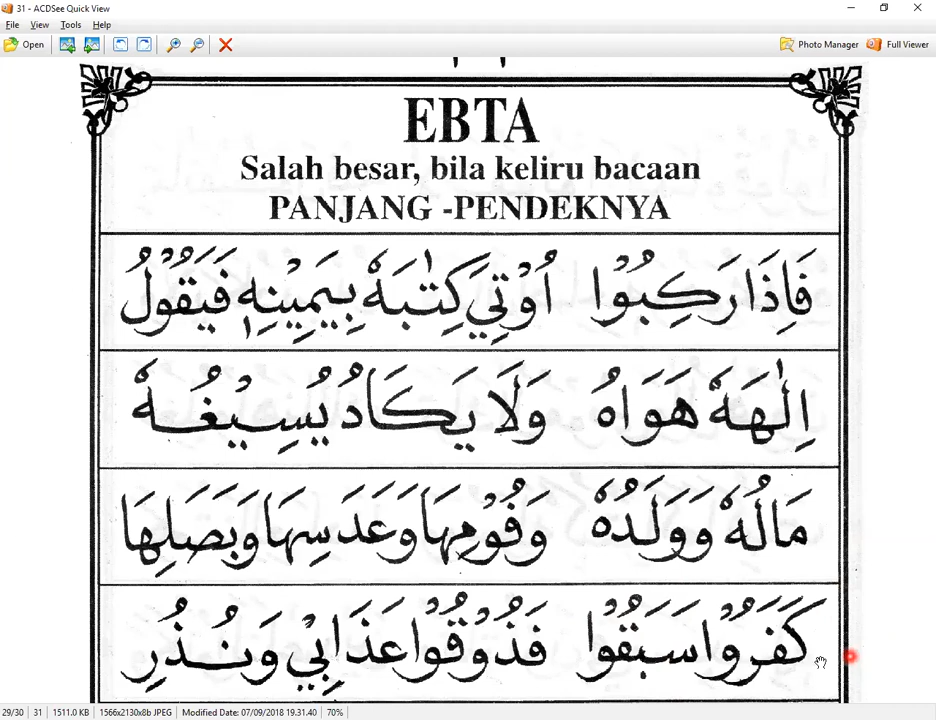 31 - ACDSee Quick View
File View Tools Help
Open Photo Manager Full Viewer
EBTA
Salah besar, bila keliru bacaan
PANJANG -PENDEKNYA
فَاِذَا رَكِبُوْا اُوْتِيَ كِتٰبَهٗ بِيَمِيْنِهٖ فَيَقُوْلُ
اِلٰهَهٗ هَوَاهُ وَلَا يَكَادُ يُسِيْغُهٗ
مَالُهٗ وَوَلَدُهٗ وَفُوْمِهَا وَعَدَسِهَا وَبَصَلِهَا
كَفَرُوْا سَبَقُوْا فَذُوْقُوْا عَذَابِيْ وَنُذُرِ
29/30 31 1511.0 KB 1566x2130x8b JPEG Modified Date: 07/09/2018 19.31.40 70%